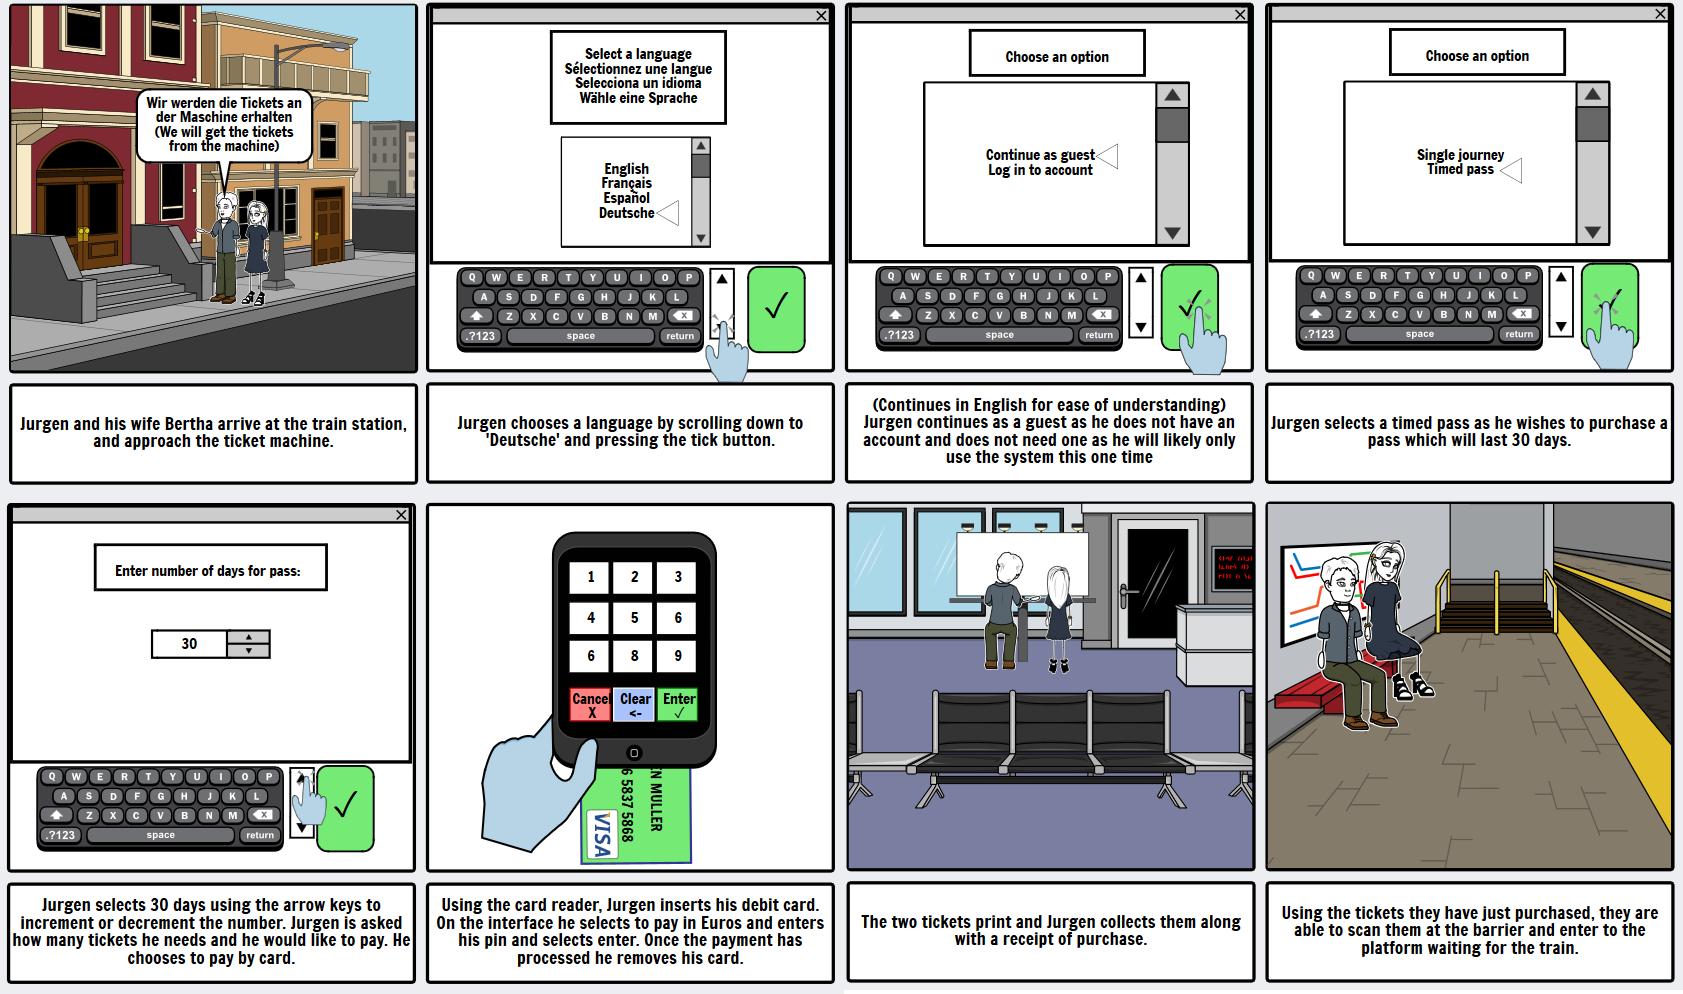 Wir werden die Tickets an
der Maschine erhalten
(We will get the tickets
from the machine)
Jurgen and his wife Bertha arrive at the train station,
and approach the ticket machine.
Select a language
Sélectionnez une langue
Selecciona un idioma
Wähle eine Sprache
English
Français
Español
Deutsche
Q W E R T Y U I O P
A S D F G H J K L
Z X C V B N M X
.?123 space return
Jurgen chooses a language by scrolling down to
'Deutsche' and pressing the tick button.
Choose an option
Continue as guest
Log in to account
Q W E R T Y U I O P
A S D F G H J K L
Z X C V B N M X
.?123 space return
(Continues in English for ease of understanding)
Jurgen continues as a guest as he does not have an
account and does not need one as he will likely only
use the system this one time
Choose an option
Single journey
Timed pass
Q W E R T Y U I O P
A S D F G H J K L
Z X C V B N M X
.?123 space return
Jurgen selects a timed pass as he wishes to purchase a
pass which will last 30 days.
Enter number of days for pass:
30
Q W E R T Y U I O P
A S D F G H J K L
Z X C V B N M X
.?123 space return
Jurgen selects 30 days using the arrow keys to
increment or decrement the number. Jurgen is asked
how many tickets he needs and he would like to pay. He
chooses to pay by card.
1 2 3
4 5 6
6 8 9
Cancel Clear Enter
X <- ✓
EN MULLER
6 5837 5868
VISA
Using the card reader, Jurgen inserts his debit card.
On the interface he selects to pay in Euros and enters
his pin and selects enter. Once the payment has
processed he removes his card.
The two tickets print and Jurgen collects them along
with a receipt of purchase.
Using the tickets they have just purchased, they are
able to scan them at the barrier and enter to the
platform waiting for the train.